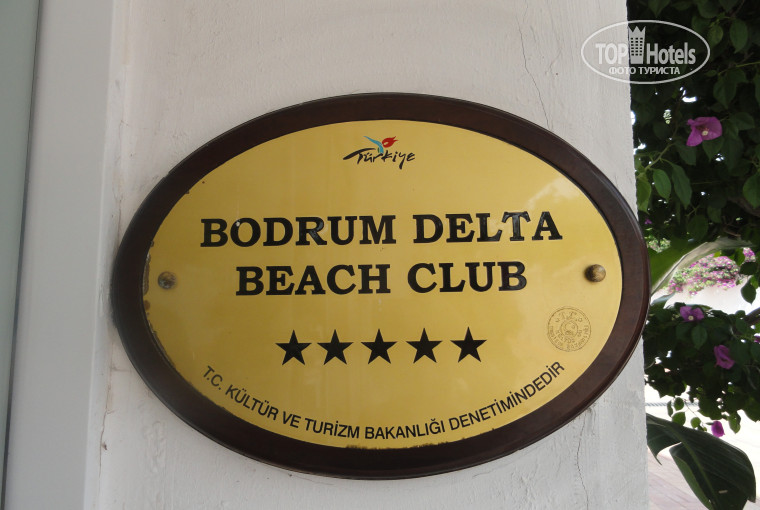 TOP Hotels
ФОТО ТУРИСТА
Türkiye
BODRUM DELTA
BEACH CLUB
T.C. KÜLTÜR VE TURİZM BAKANLIĞI DENETİMİNDEDİR